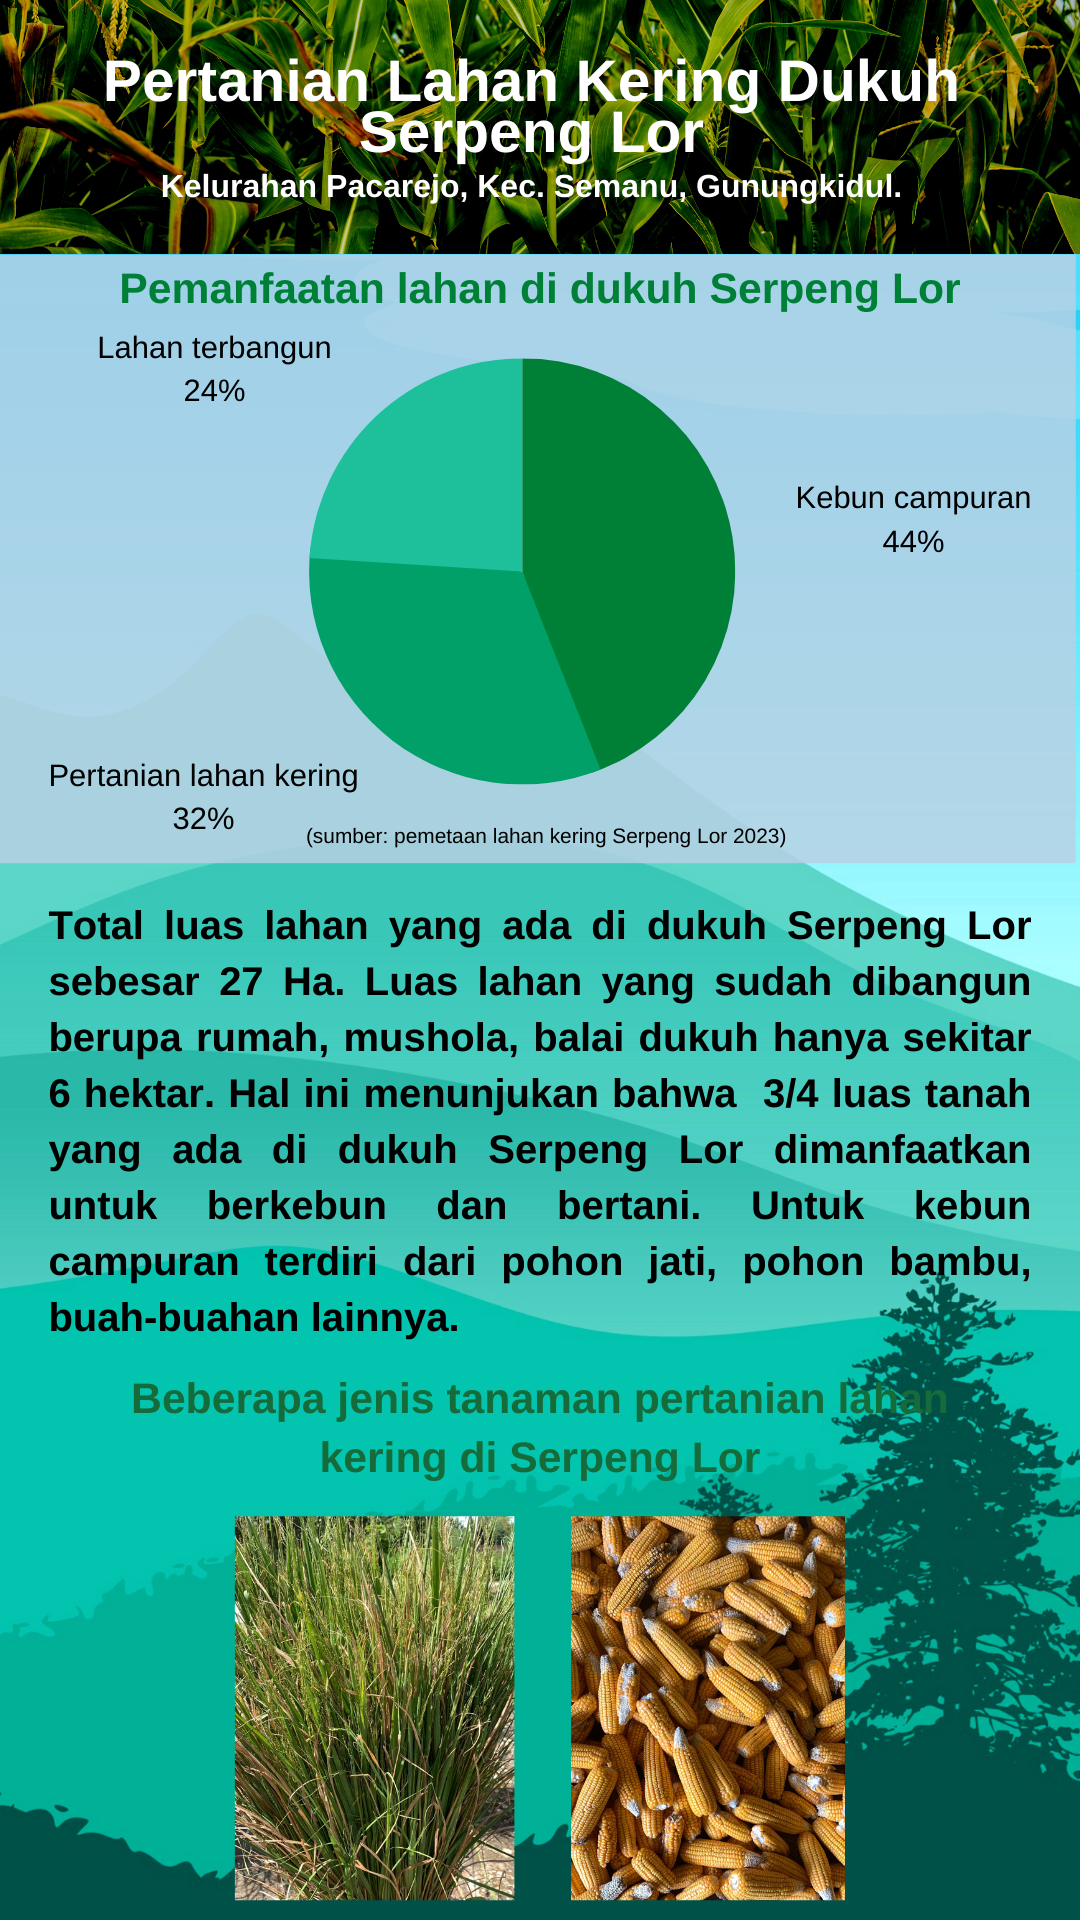 Pertanian Lahan Kering Dukuh
Serpeng Lor
Kelurahan Pacarejo, Kec. Semanu, Gunungkidul.
Pemanfaatan lahan di dukuh Serpeng Lor
Lahan terbangun
24%
Kebun campuran
44%
Pertanian lahan kering
32%
(sumber: pemetaan lahan kering Serpeng Lor 2023)
Total luas lahan yang ada di dukuh Serpeng Lor
sebesar 27 Ha. Luas lahan yang sudah dibangun
berupa rumah, mushola, balai dukuh hanya sekitar
6 hektar. Hal ini menunjukan bahwa  3/4 luas tanah
yang ada di dukuh Serpeng Lor dimanfaatkan
untuk berkebun dan bertani. Untuk kebun
campuran terdiri dari pohon jati, pohon bambu,
buah-buahan lainnya.
Beberapa jenis tanaman pertanian lahan
kering di Serpeng Lor